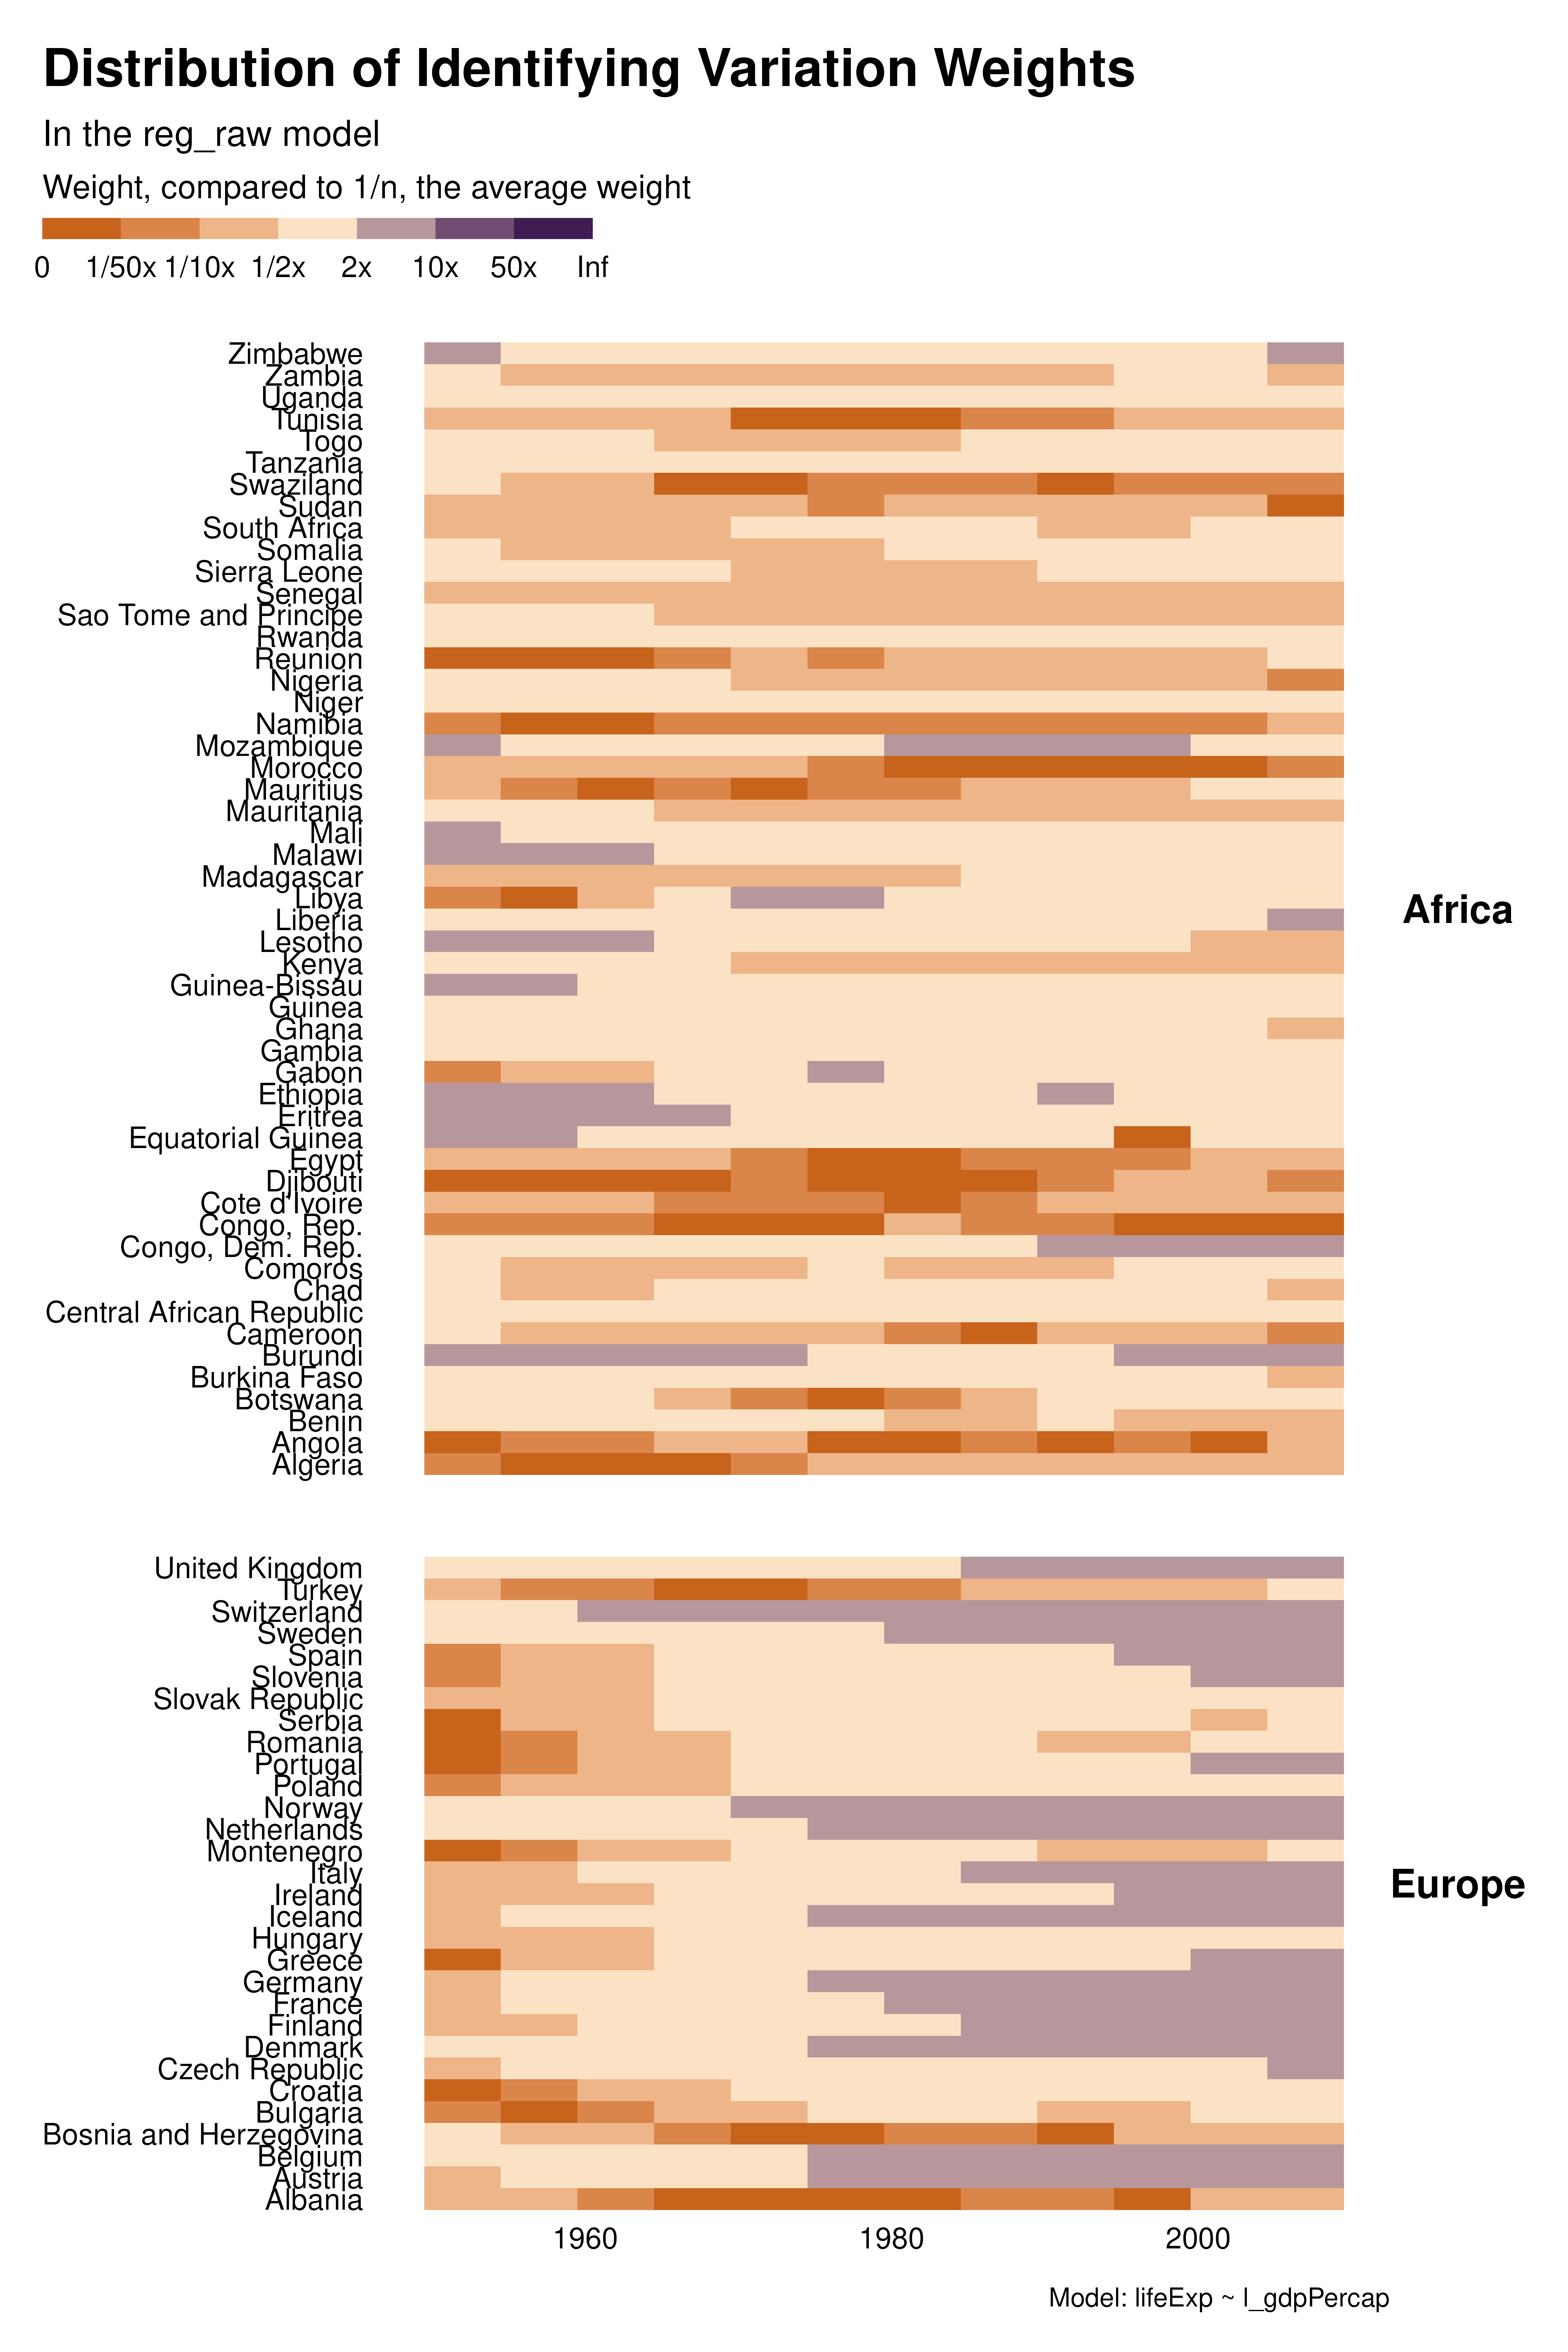 Distribution of Identifying Variation Weights
In the reg_raw model
Weight, compared to 1/n, the average weight
0 1/50x 1/10x 1/2x 2x 10x 50x Inf
Zimbabwe
Zambia
Uganda
Tunisia
Togo
Tanzania
Swaziland
Sudan
South Africa
Somalia
Sierra Leone
Senegal
Sao Tome and Principe
Rwanda
Reunion
Nigeria
Niger
Namibia
Mozambique
Morocco
Mauritius
Mauritania
Mali
Malawi
Madagascar
Libya
Liberia
Lesotho
Kenya
Guinea-Bissau
Guinea
Ghana
Gambia
Gabon
Ethiopia
Eritrea
Equatorial Guinea
Egypt
Djibouti
Cote d'Ivoire
Congo, Rep.
Congo, Dem. Rep.
Comoros
Chad
Central African Republic
Cameroon
Burundi
Burkina Faso
Botswana
Benin
Angola
Algeria
Africa
United Kingdom
Turkey
Switzerland
Sweden
Spain
Slovenia
Slovak Republic
Serbia
Romania
Portugal
Poland
Norway
Netherlands
Montenegro
Italy
Ireland
Iceland
Hungary
Greece
Germany
France
Finland
Denmark
Czech Republic
Croatia
Bulgaria
Bosnia and Herzegovina
Belgium
Austria
Albania
Europe
1960 1980 2000
Model: lifeExp ~ l_gdpPercap